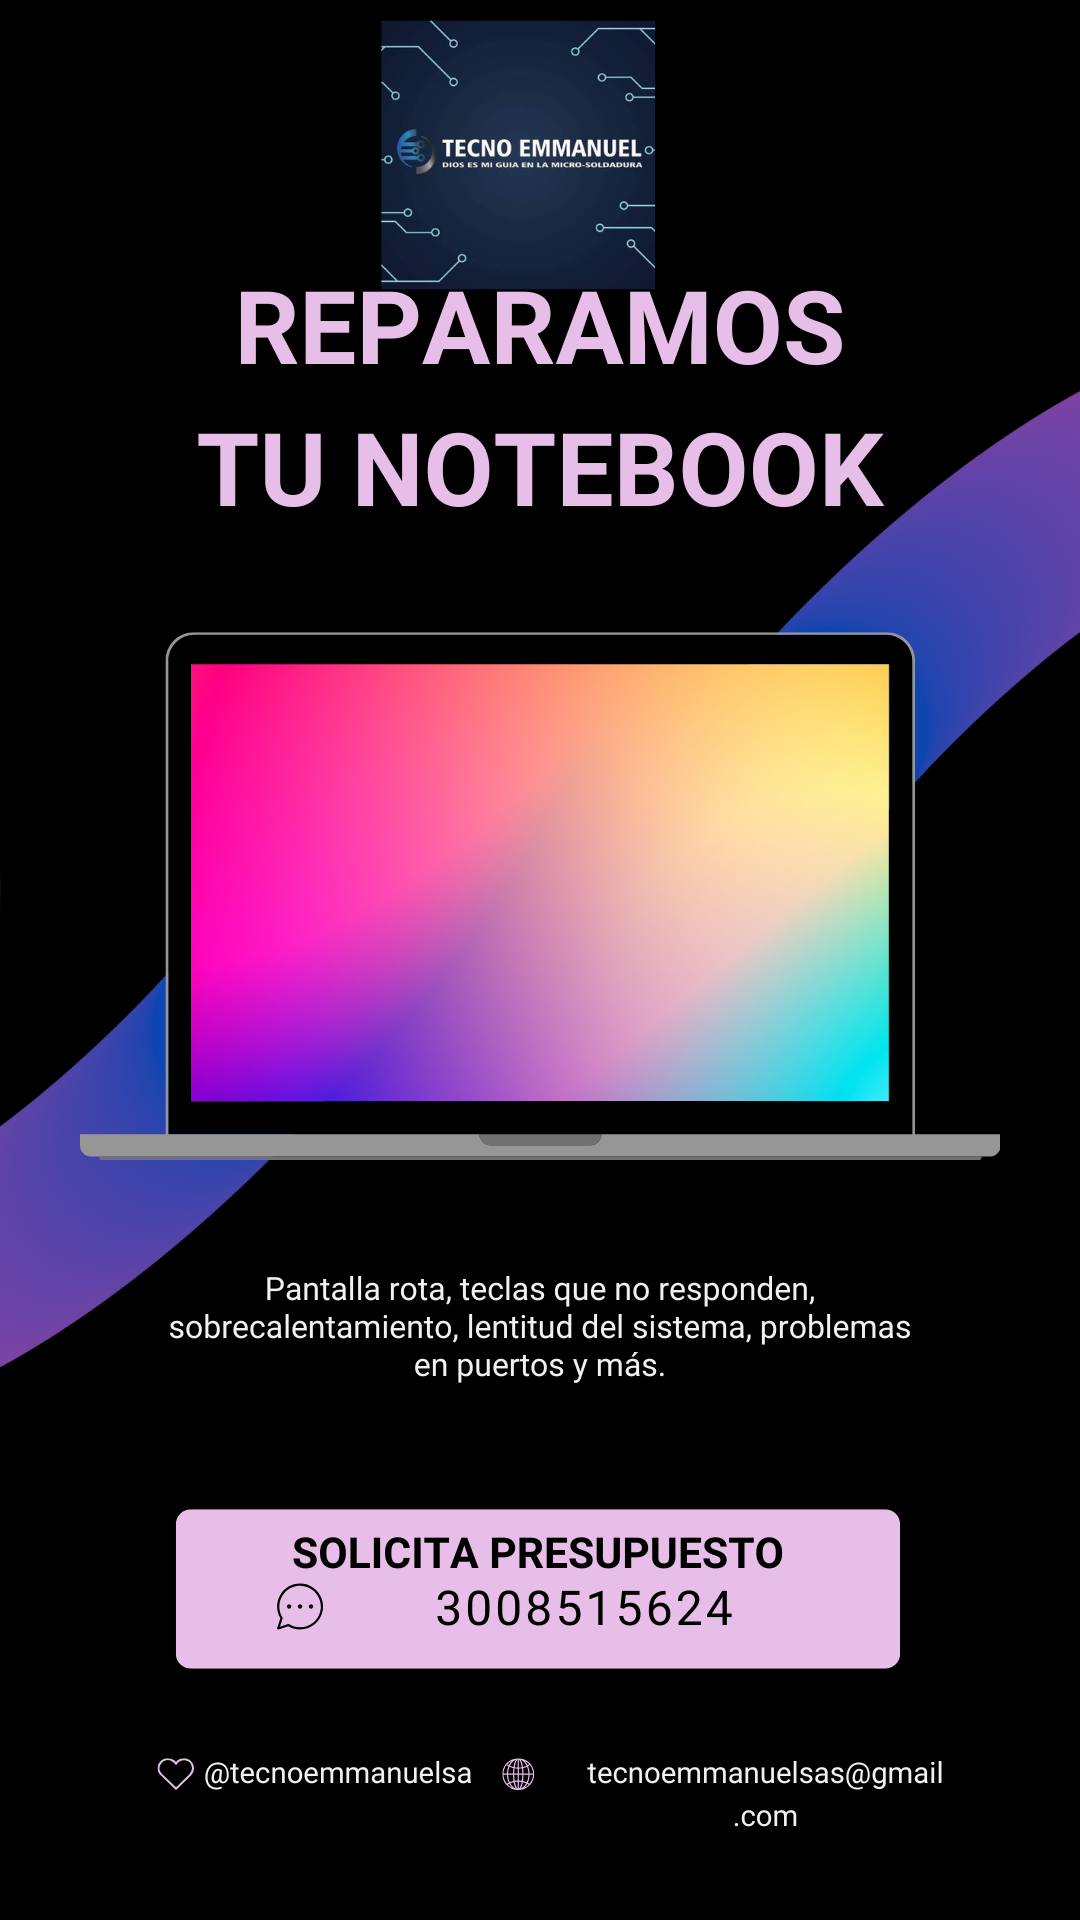 TECNO EMMANUEL
DIOS ES MI GUIA EN LA MICRO-SOLDADURA
REPARAMOS
TU NOTEBOOK
Pantalla rota, teclas que no responden,
sobrecalentamiento, lentitud del sistema, problemas
en puertos y más.
SOLICITA PRESUPUESTO
3008515624
@tecnoemmanuelsa
tecnoemmanuelsas@gmail
.com